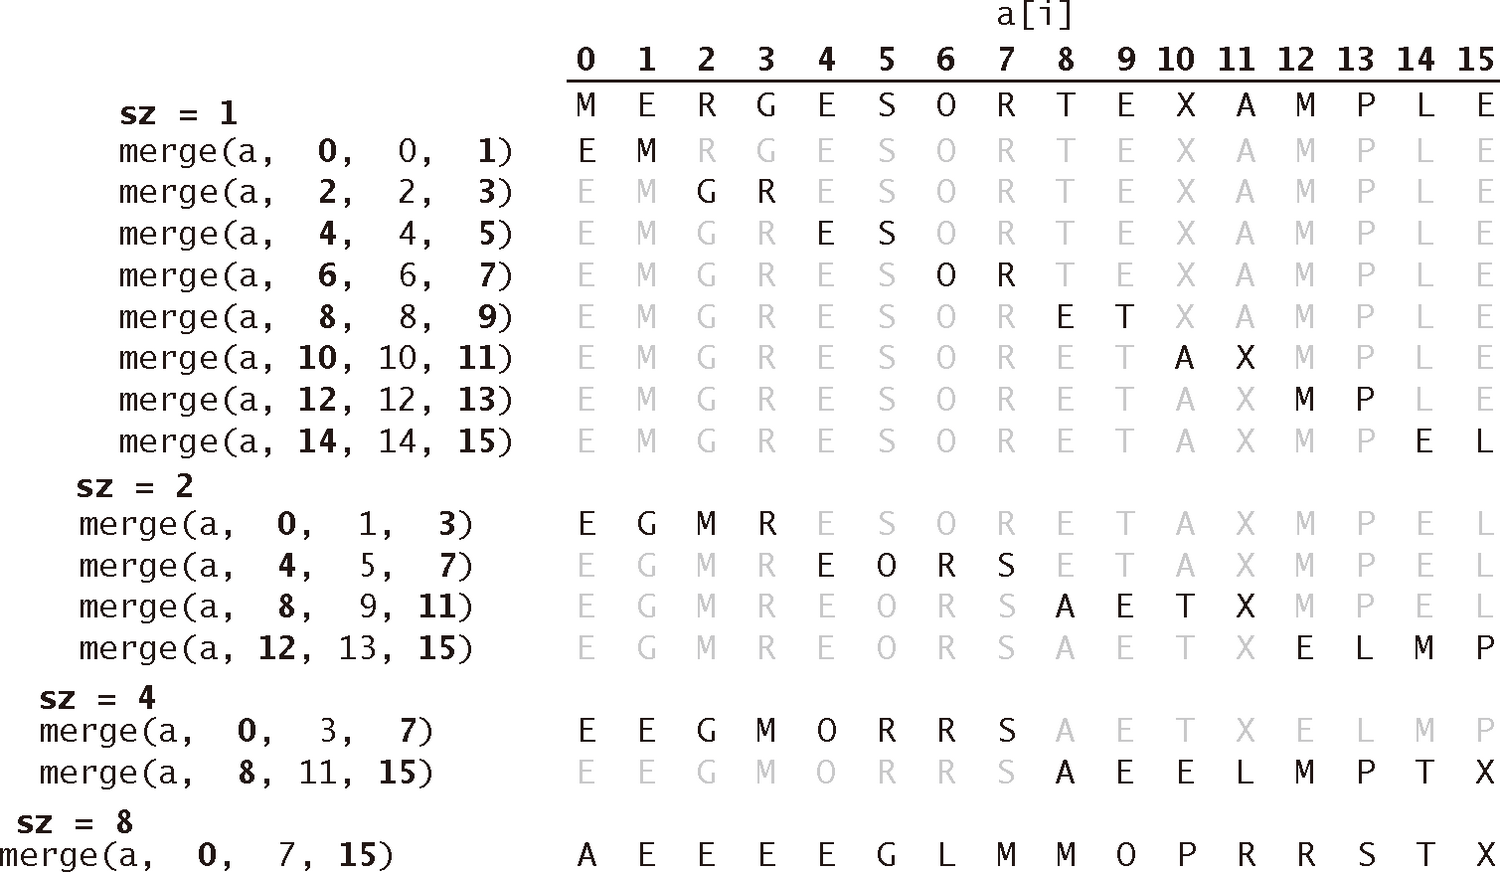 a[i]
0 1 2 3 4 5 6 7 8 9 10 11 12 13 14 15
sz = 1 M E R G E S O R T E X A M P L E
merge(a, 0, 0, 1) E M R G E S O R T E X A M P L E
merge(a, 2, 2, 3) E M G R E S O R T E X A M P L E
merge(a, 4, 4, 5) E M G R E S O R T E X A M P L E
merge(a, 6, 6, 7) E M G R E S O R T E X A M P L E
merge(a, 8, 8, 9) E M G R E S O R E T X A M P L E
merge(a, 10, 10, 11) E M G R E S O R E T A X M P L E
merge(a, 12, 12, 13) E M G R E S O R E T A X M P L E
merge(a, 14, 14, 15) E M G R E S O R E T A X M P E L
sz = 2
merge(a, 0, 1, 3) E G M R E S O R E T A X M P E L
merge(a, 4, 5, 7) E G M R E O R S E T A X M P E L
merge(a, 8, 9, 11) E G M R E O R S A E T X M P E L
merge(a, 12, 13, 15) E G M R E O R S A E T X E L M P
sz = 4
merge(a, 0, 3, 7) E E G M O R R S A E T X E L M P
merge(a, 8, 11, 15) E E G M O R R S A E E L M P T X
sz = 8
merge(a, 0, 7, 15) A E E E E G L M M O P R R S T X